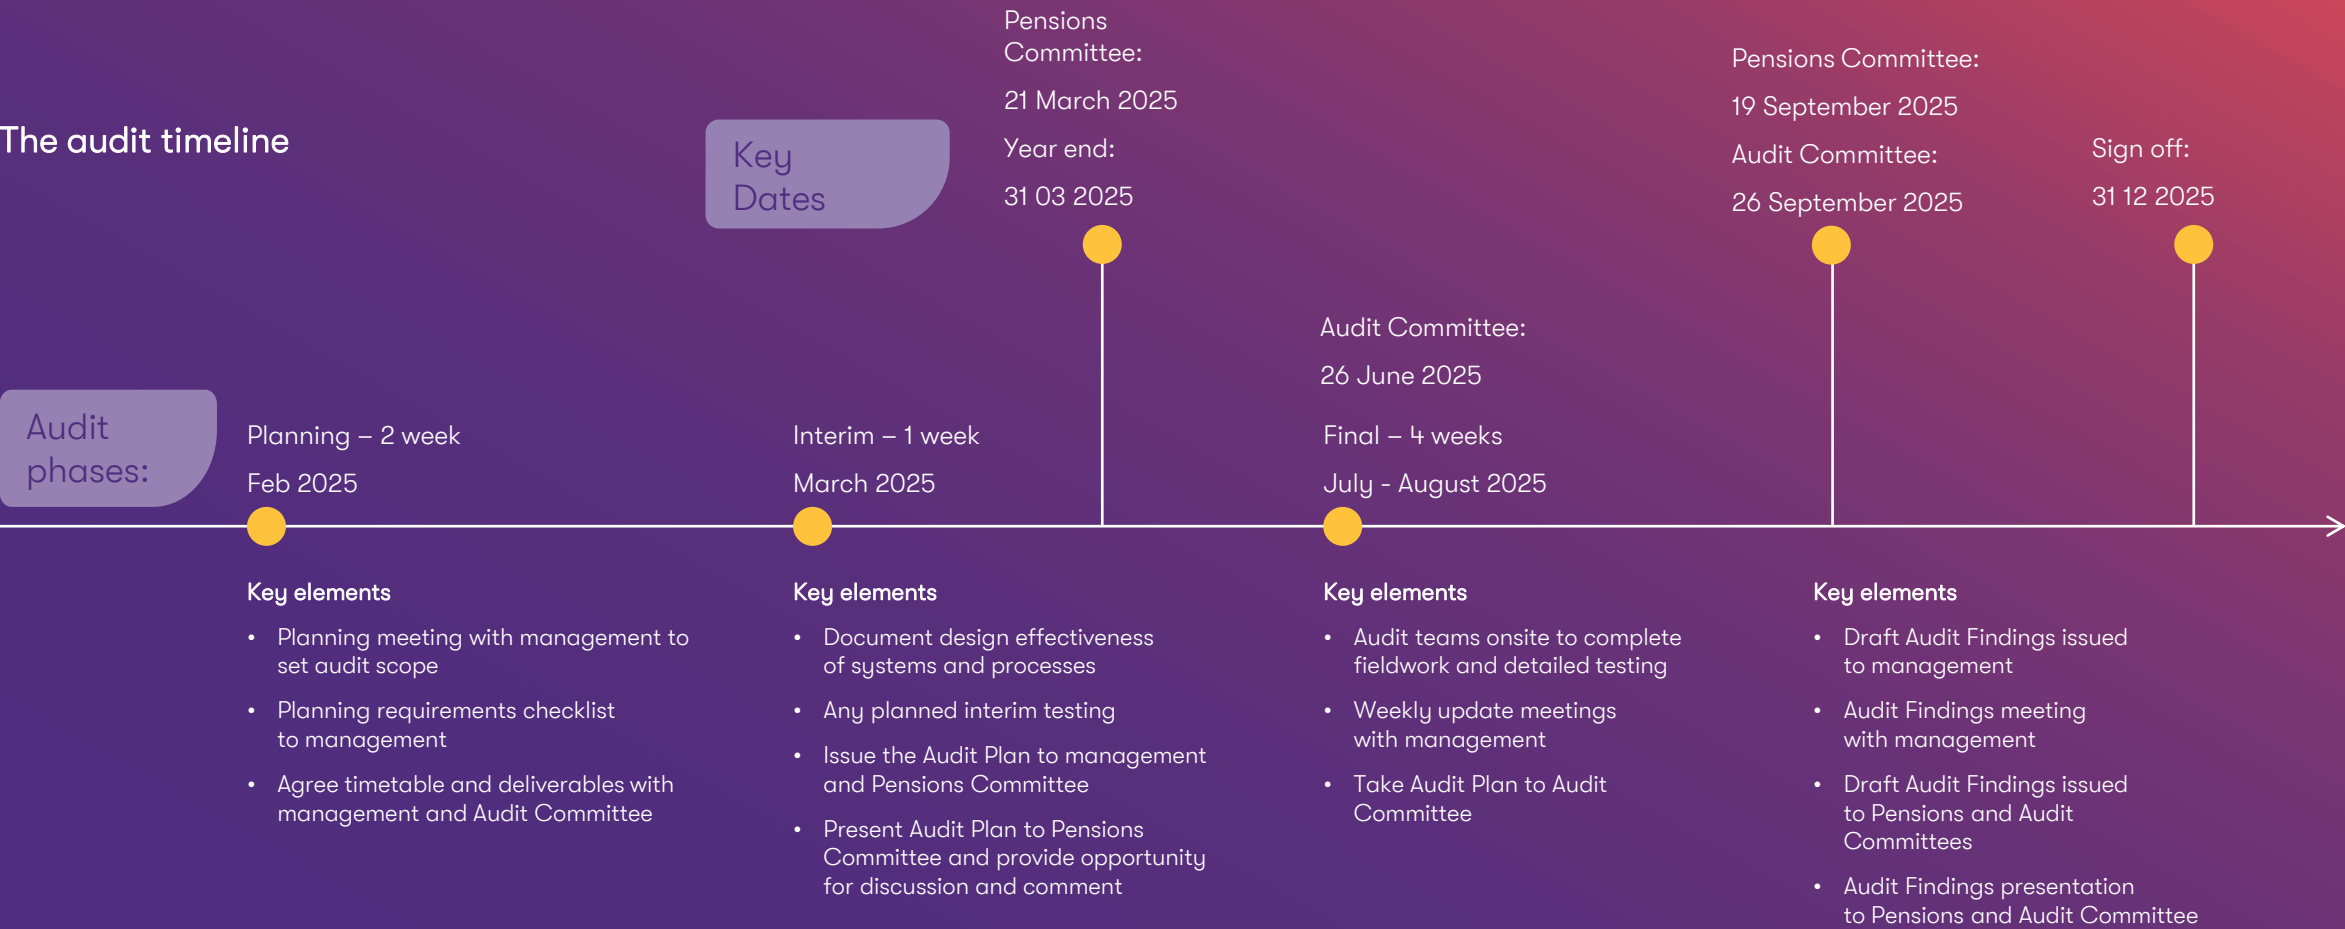 The audit timeline
Key
Dates
Pensions
Committee:
21 March 2025
Year end:
31 03 2025
Pensions Committee:
19 September 2025
Audit Committee:
26 September 2025
Sign off:
31 12 2025
Audit
phases:
Planning – 2 week
Feb 2025
Interim – 1 week
March 2025
Audit Committee:
26 June 2025
Final – 4 weeks
July - August 2025
Key elements
• Planning meeting with management to
set audit scope
• Planning requirements checklist
to management
• Agree timetable and deliverables with
management and Audit Committee
Key elements
• Document design effectiveness
of systems and processes
• Any planned interim testing
• Issue the Audit Plan to management
and Pensions Committee
• Present Audit Plan to Pensions
Committee and provide opportunity
for discussion and comment
Key elements
• Audit teams onsite to complete
fieldwork and detailed testing
• Weekly update meetings
with management
• Take Audit Plan to Audit
Committee
Key elements
• Draft Audit Findings issued
to management
• Audit Findings meeting
with management
• Draft Audit Findings issued
to Pensions and Audit
Committees
• Audit Findings presentation
to Pensions and Audit Committee